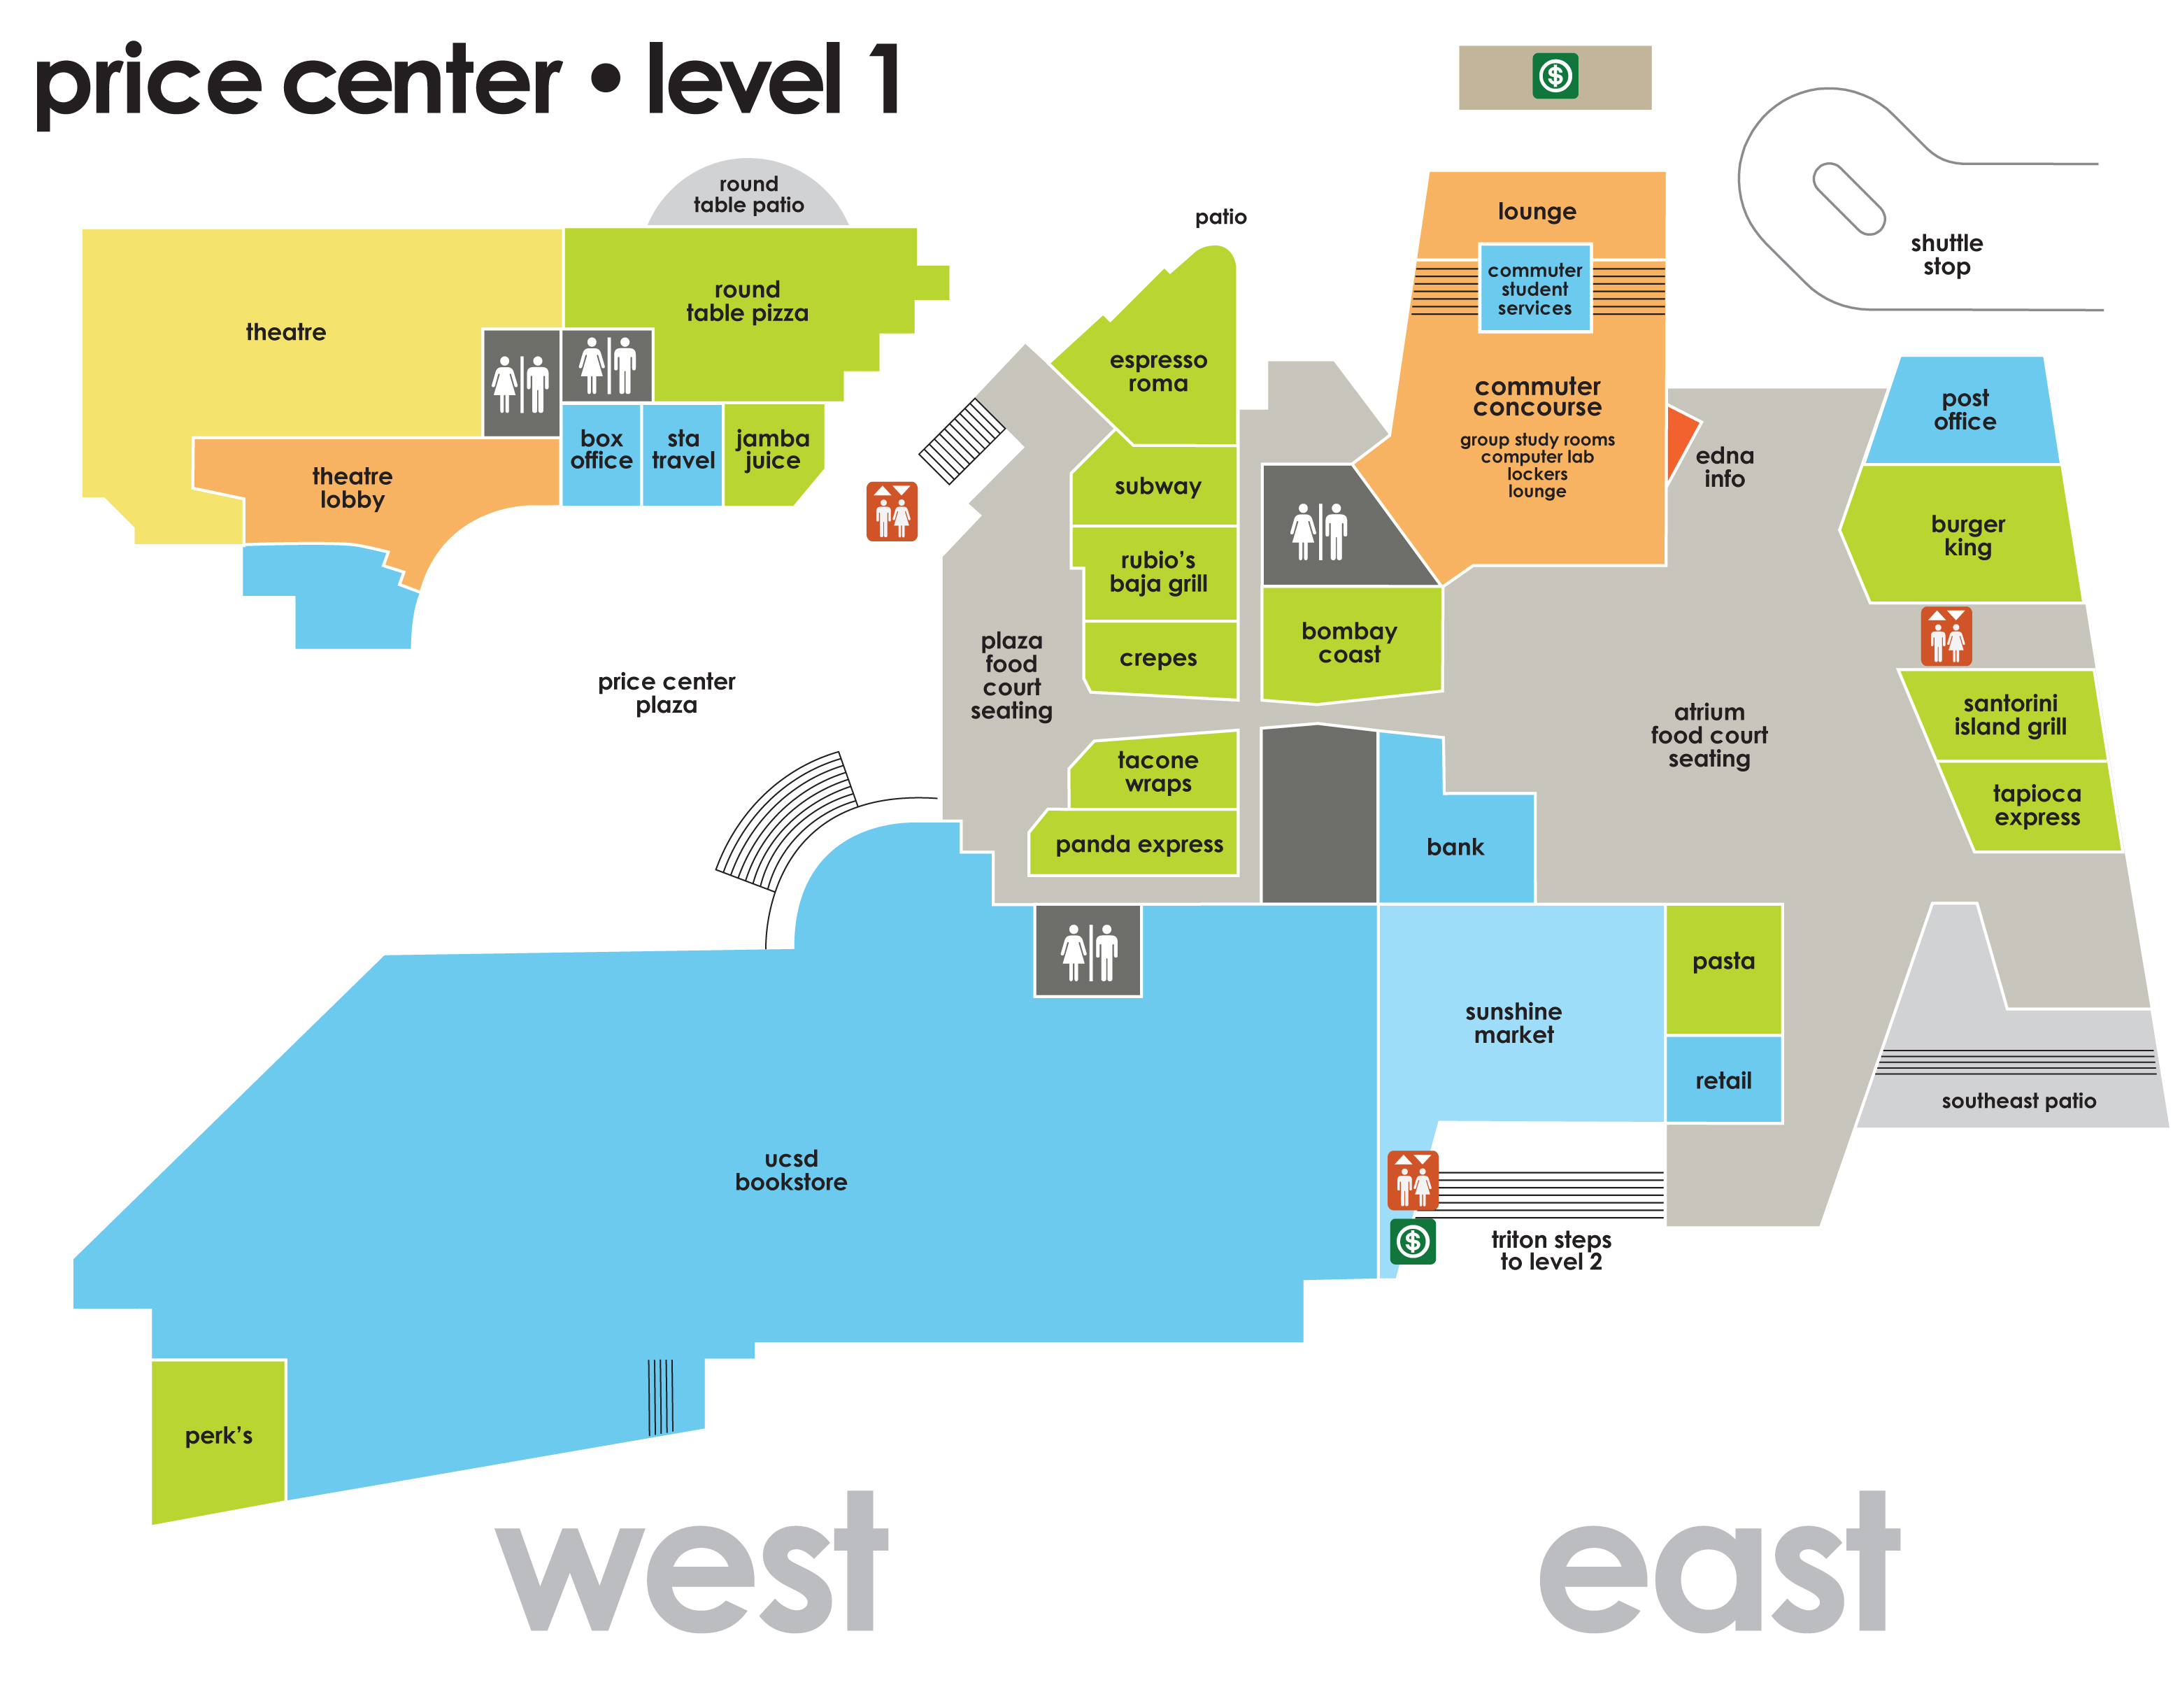 price center • level 1
round
table patio
patio
lounge
commuter
student
services
shuttle
stop
theatre
round
table pizza
espresso
roma
commuter
concourse
group study rooms
computer lab
lockers
lounge
edna
info
post
office
box
office
sta
travel
jamba
juice
theatre
lobby
subway
rubio’s
baja grill
crepes
burger
king
bombay
coast
plaza
food
court
seating
price center
plaza
santorini
island grill
atrium
food court
seating
tacone
wraps
tapioca
express
panda express
bank
pasta
sunshine
market
retail
southeast patio
ucsd
bookstore
$
$
triton steps
to level 2
perk’s
west
east